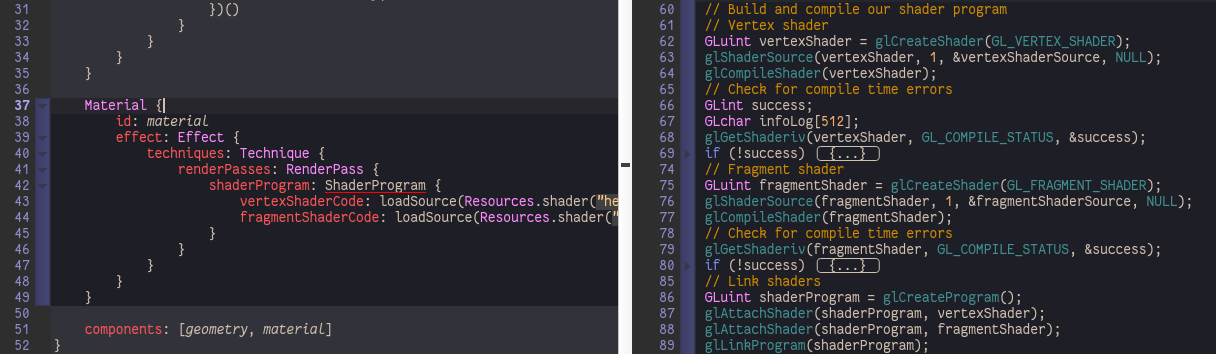 31 })()
32 }
33 }
34 }
35 }
36
37 Material {
38 id: material
39 effect: Effect {
40 techniques: Technique {
41 renderPasses: RenderPass {
42 shaderProgram: ShaderProgram {
43 vertexShaderCode: loadSource(Resources.shader("he
44 fragmentShaderCode: loadSource(Resources.shader("
45 }
46 }
47 }
48 }
49 }
50
51 components: [geometry, material]
52 }
60 // Build and compile our shader program
61 // Vertex shader
62 GLuint vertexShader = glCreateShader(GL_VERTEX_SHADER);
63 glShaderSource(vertexShader, 1, &vertexShaderSource, NULL);
64 glCompileShader(vertexShader);
65 // Check for compile time errors
66 GLint success;
67 GLchar infoLog[512];
68 glGetShaderiv(vertexShader, GL_COMPILE_STATUS, &success);
69 if (!success) {...}
74 // Fragment shader
75 GLuint fragmentShader = glCreateShader(GL_FRAGMENT_SHADER);
76 glShaderSource(fragmentShader, 1, &fragmentShaderSource, NULL);
77 glCompileShader(fragmentShader);
78 // Check for compile time errors
79 glGetShaderiv(fragmentShader, GL_COMPILE_STATUS, &success);
80 if (!success) {...}
85 // Link shaders
86 GLuint shaderProgram = glCreateProgram();
87 glAttachShader(shaderProgram, vertexShader);
88 glAttachShader(shaderProgram, fragmentShader);
89 glLinkProgram(shaderProgram);